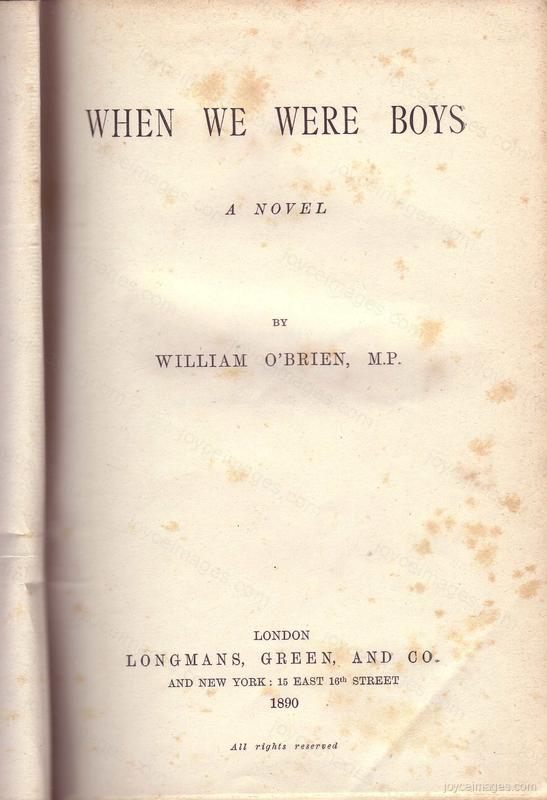 WHEN WE WERE BOYS
A NOVEL
BY
WILLIAM O'BRIEN, M.P.
LONDON
LONGMANS, GREEN, AND CO.
AND NEW YORK : 15 EAST 16th STREET
1890
All rights reserved
joyceimages.com